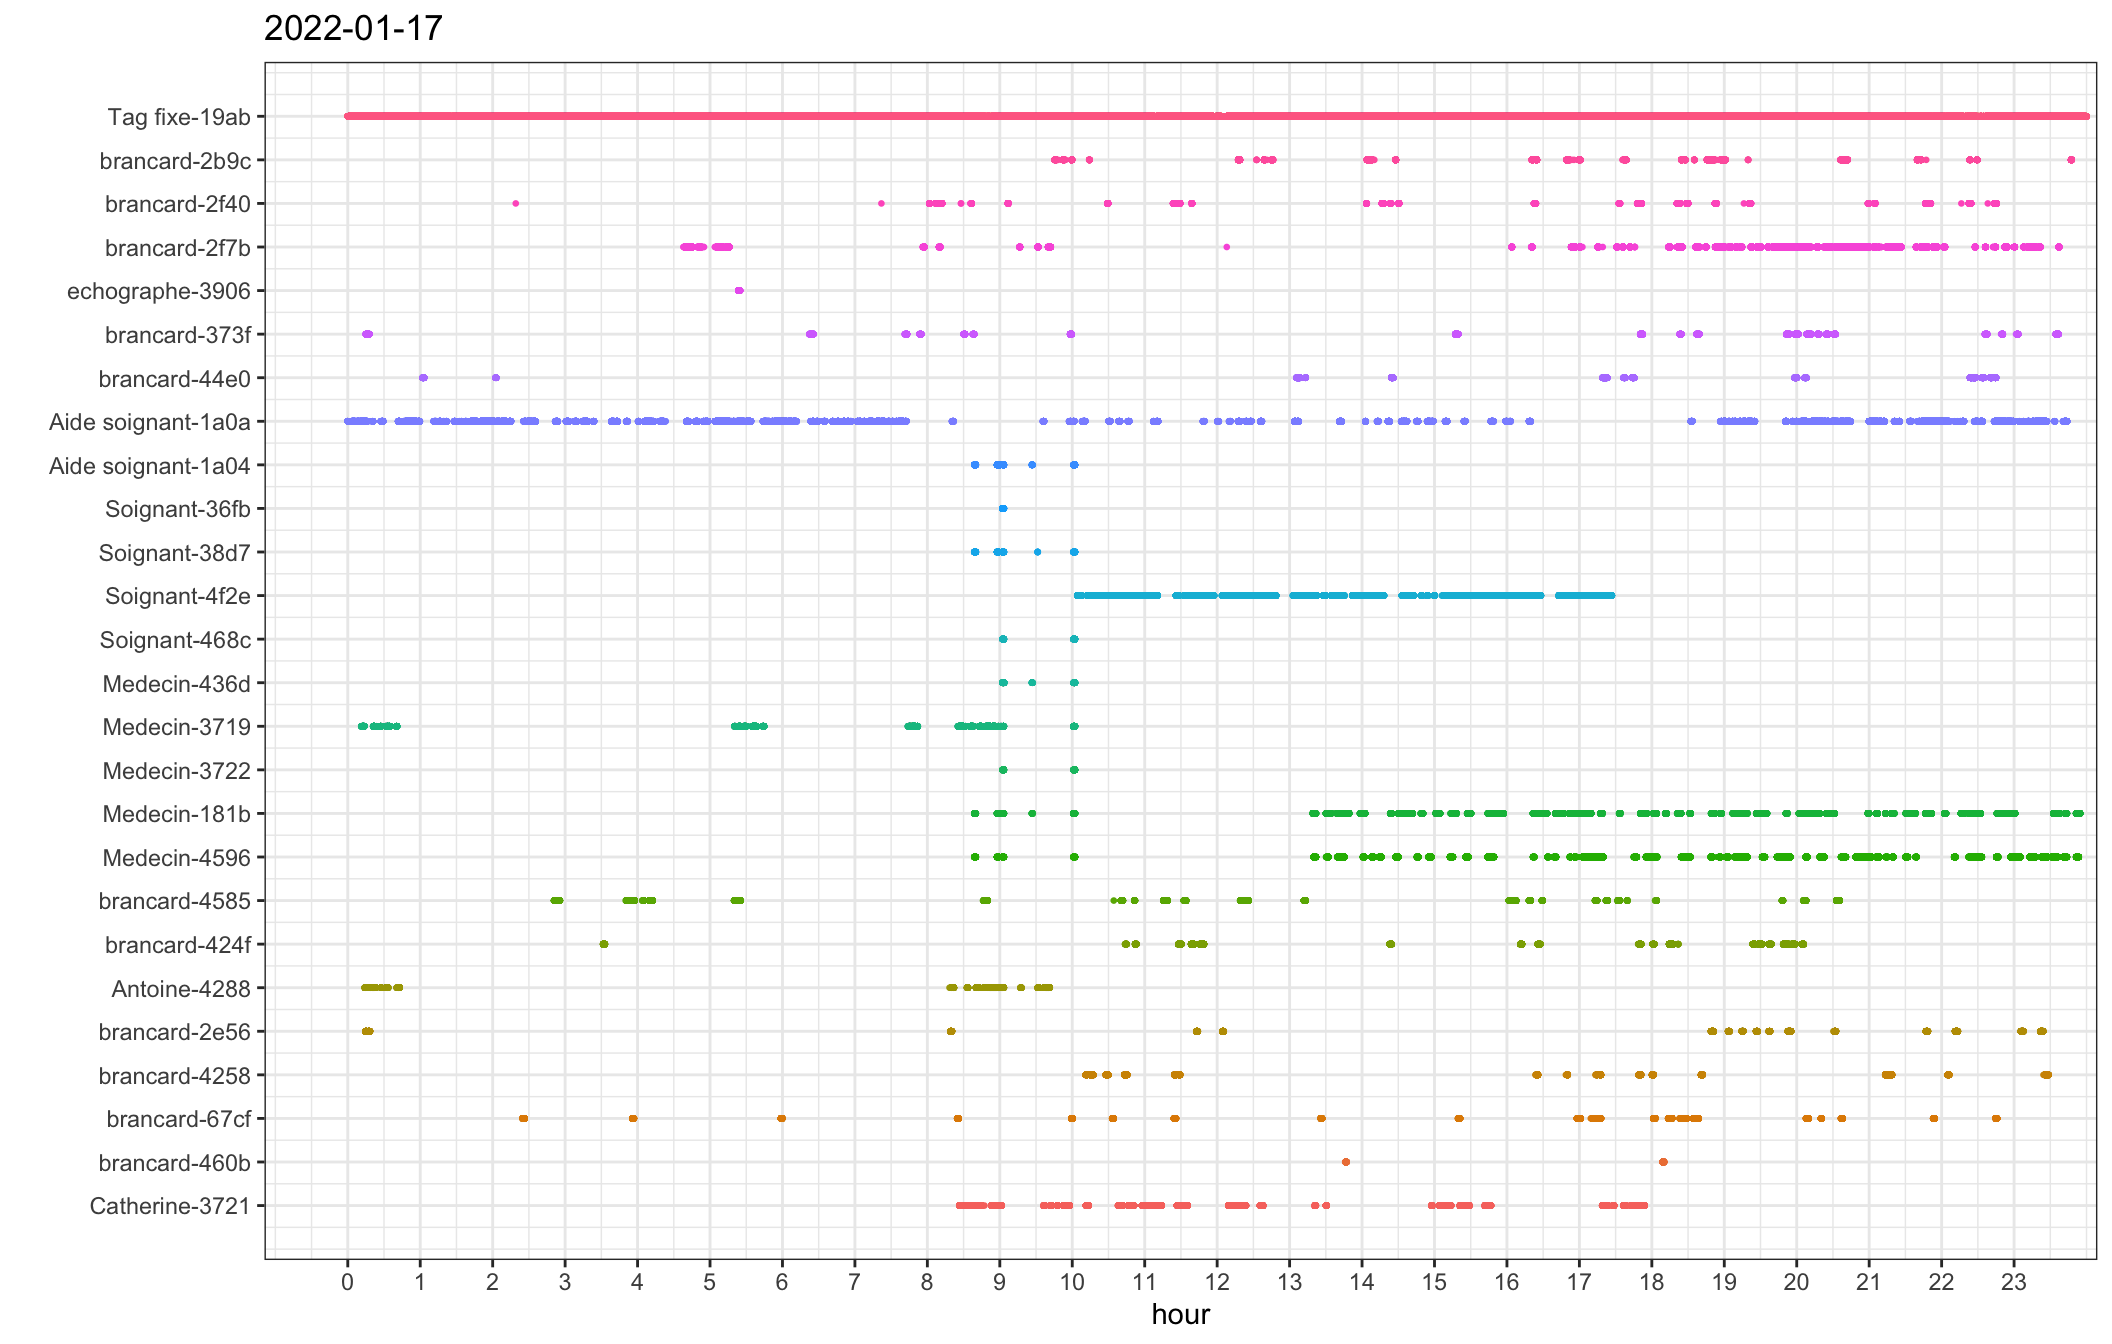 2022-01-17
Tag fixe-19ab
brancard-2b9c
brancard-2f40
brancard-2f7b
echographe-3906
brancard-373f
brancard-44e0
Aide soignant-1a0a
Aide soignant-1a04
Soignant-36fb
Soignant-38d7
Soignant-4f2e
Soignant-468c
Medecin-436d
Medecin-3719
Medecin-3722
Medecin-181b
Medecin-4596
brancard-4585
brancard-424f
Antoine-4288
brancard-2e56
brancard-4258
brancard-67cf
brancard-460b
Catherine-3721
0 1 2 3 4 5 6 7 8 9 10 11 12 13 14 15 16 17 18 19 20 21 22 23
hour